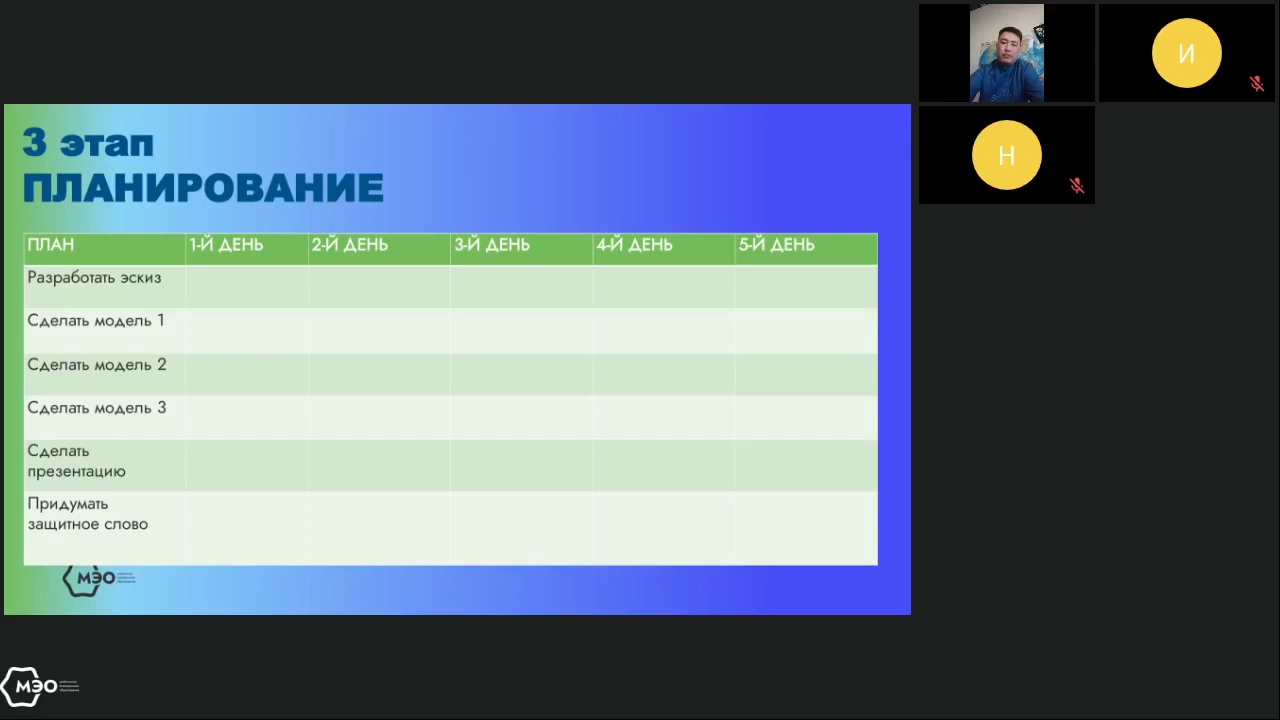 3 этап
ПЛАНИРОВАНИЕ
ПЛАН 1-Й ДЕНЬ 2-Й ДЕНЬ 3-Й ДЕНЬ 4-Й ДЕНЬ 5-Й ДЕНЬ
Разработать эскиз
Сделать модель 1
Сделать модель 2
Сделать модель 3
Сделать
презентацию
Придумать
защитное слово
МЭО
И
Н
МЭО